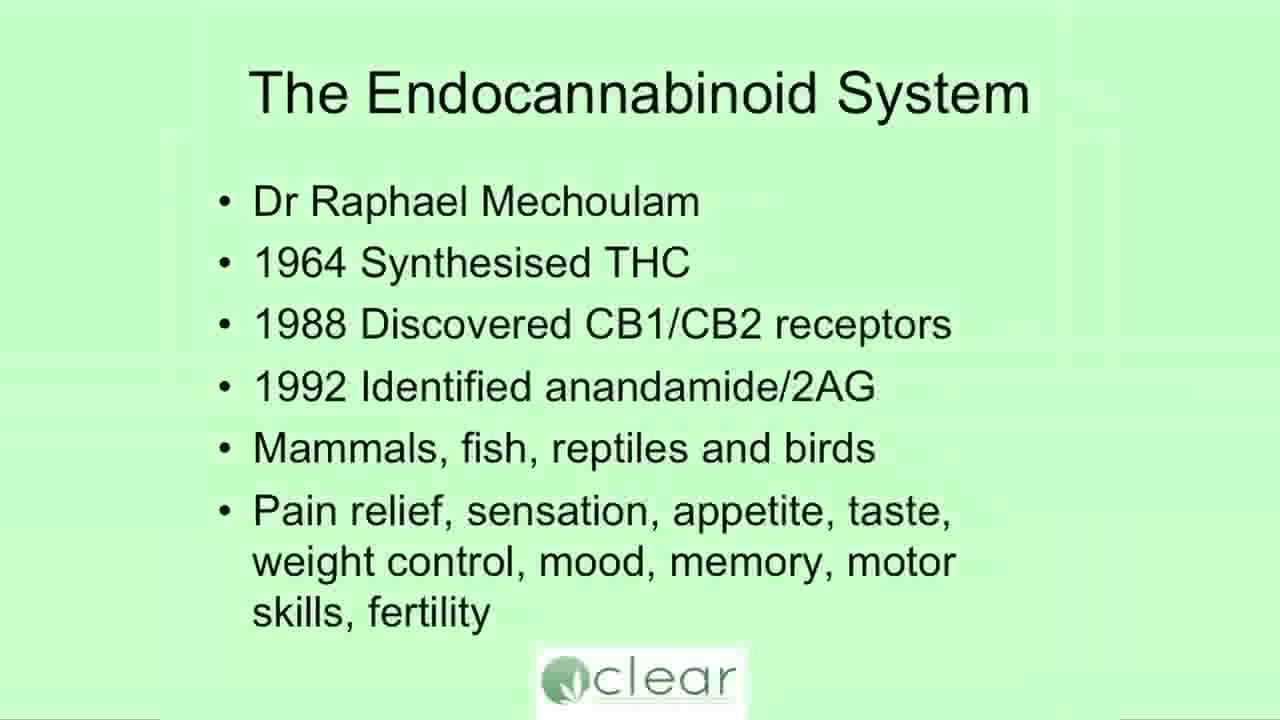 The Endocannabinoid System
• Dr Raphael Mechoulam
• 1964 Synthesised THC
• 1988 Discovered CB1/CB2 receptors
• 1992 Identified anandamide/2AG
• Mammals, fish, reptiles and birds
• Pain relief, sensation, appetite, taste,
weight control, mood, memory, motor
skills, fertility
clear